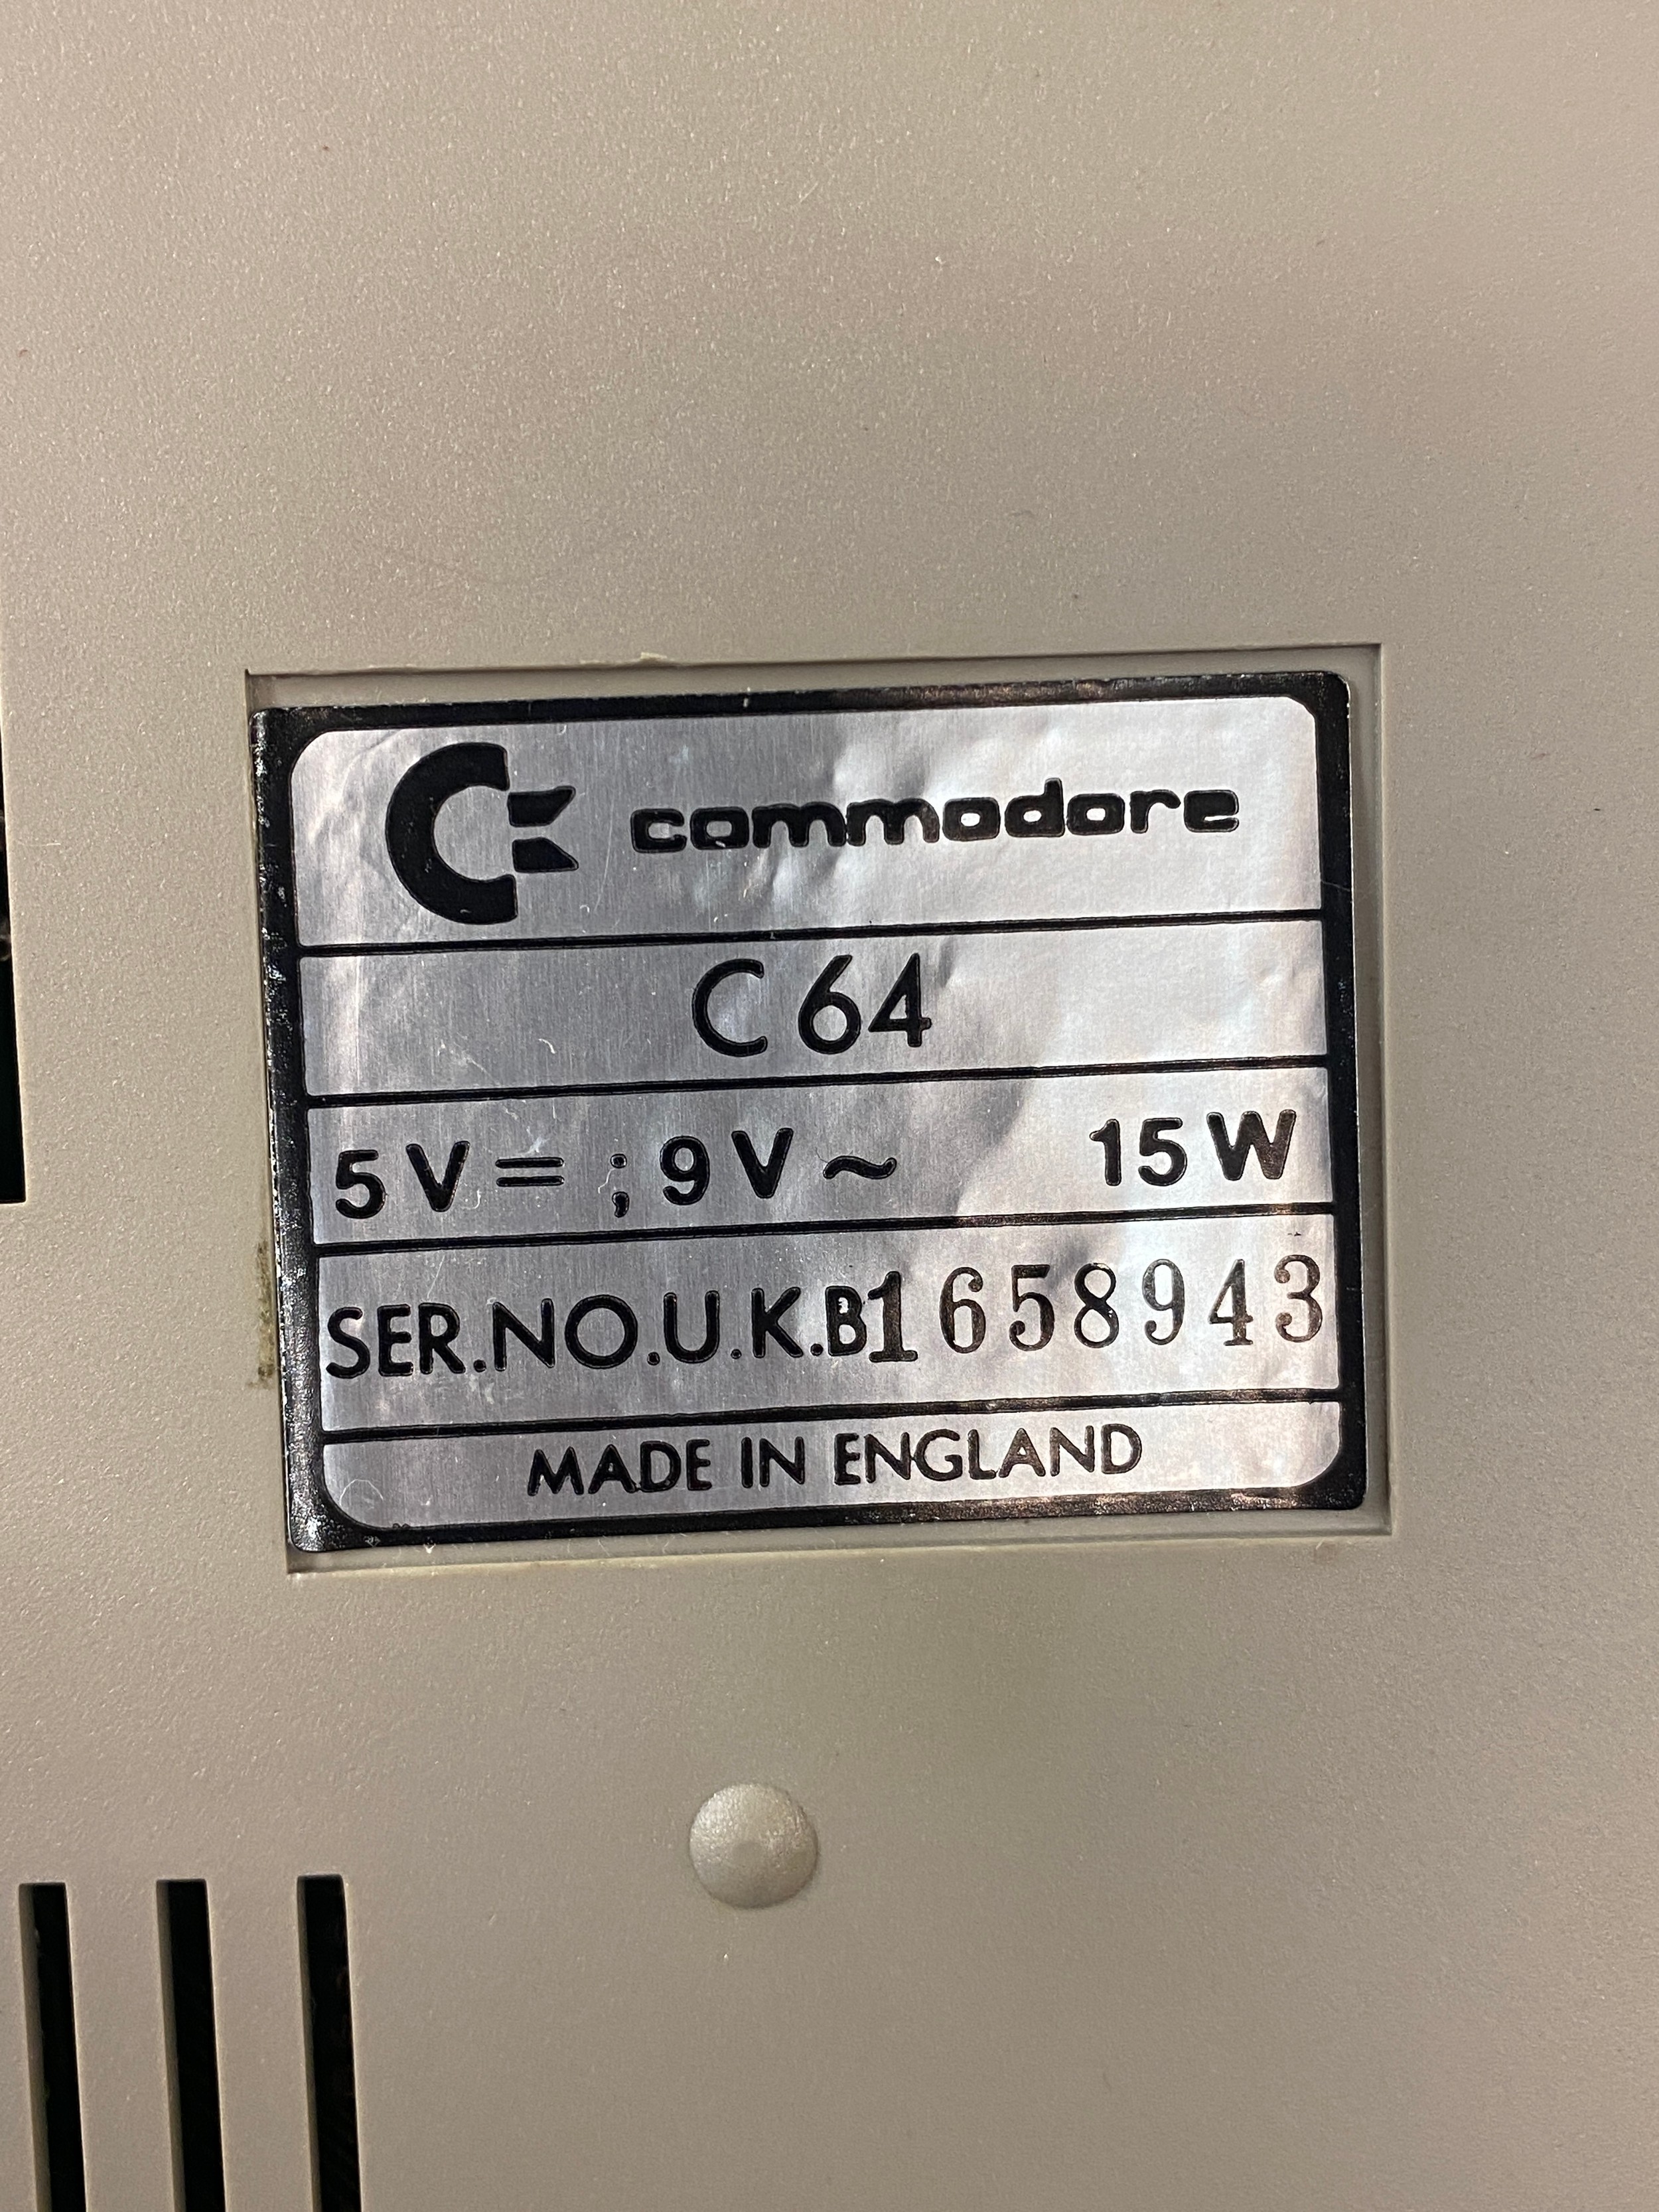 commodore
C 64
5 V ⎓ ; 9 V ~ 15 W
SER.NO.U.K.B1658943
MADE IN ENGLAND